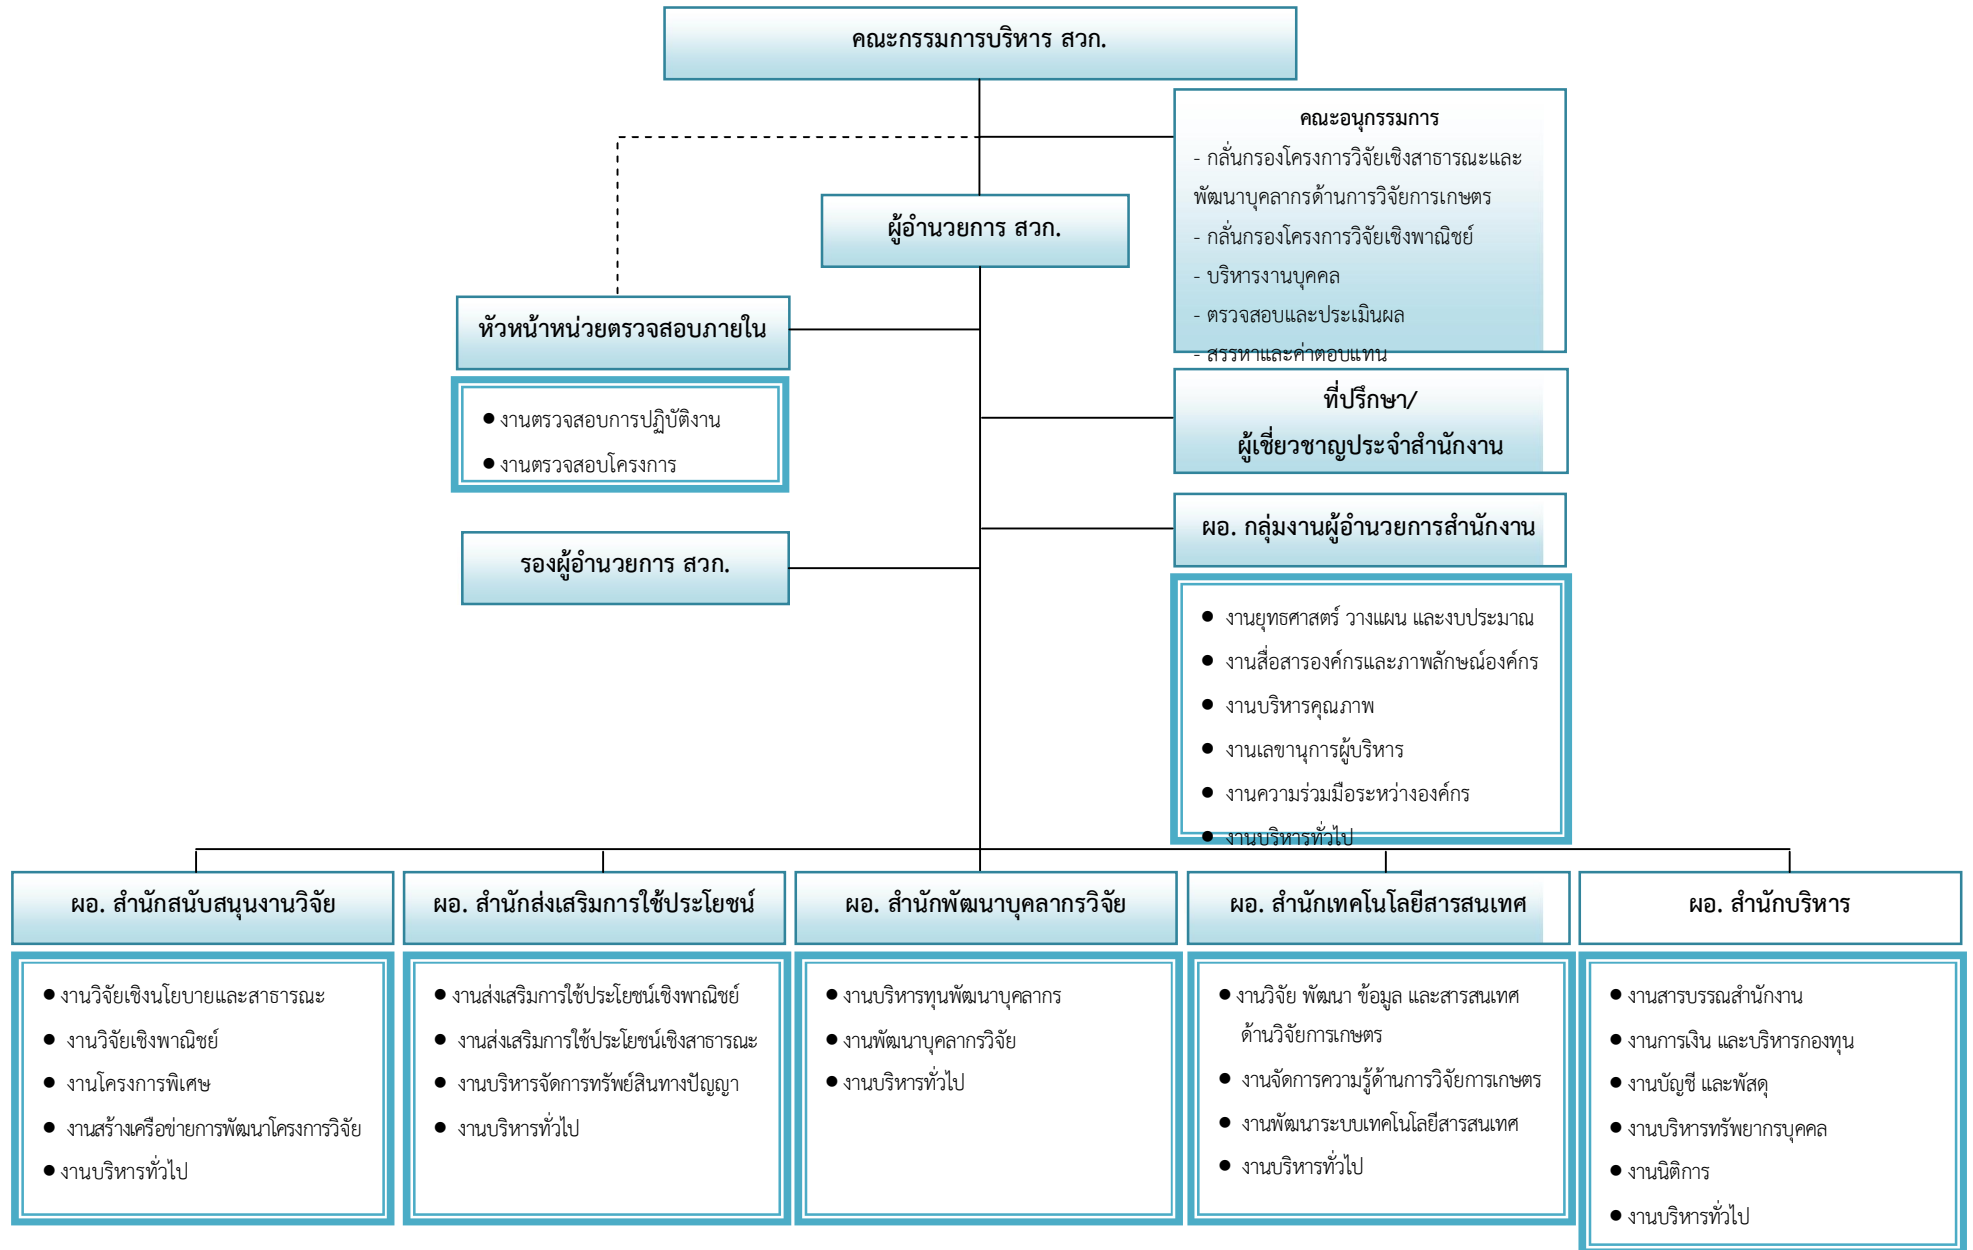 คณะกรรมการบริหาร สวก.
คณะอนุกรรมการ
- กลั่นกรองโครงการวิจัยเชิงสาธารณะและ
พัฒนาบุคลากรด้านการวิจัยการเกษตร
- กลั่นกรองโครงการวิจัยเชิงพาณิชย์
- บริหารงานบุคคล
- ตรวจสอบและประเมินผล
- สรรหาและค่าตอบแทน
ผู้อำนวยการ สวก.
หัวหน้าหน่วยตรวจสอบภายใน
● งานตรวจสอบการปฏิบัติงาน
● งานตรวจสอบโครงการ
ที่ปรึกษา/
ผู้เชี่ยวชาญประจำสำนักงาน
รองผู้อำนวยการ สวก.
ผอ. กลุ่มงานผู้อำนวยการสำนักงาน
● งานยุทธศาสตร์ วางแผน และงบประมาณ
● งานสื่อสารองค์กรและภาพลักษณ์องค์กร
● งานบริหารคุณภาพ
● งานเลขานุการผู้บริหาร
● งานความร่วมมือระหว่างองค์กร
● งานบริหารทั่วไป
ผอ. สำนักสนับสนุนงานวิจัย
● งานวิจัยเชิงนโยบายและสาธารณะ
● งานวิจัยเชิงพาณิชย์
● งานโครงการพิเศษ
● งานสร้างเครือข่ายการพัฒนาโครงการวิจัย
● งานบริหารทั่วไป
ผอ. สำนักส่งเสริมการใช้ประโยชน์
● งานส่งเสริมการใช้ประโยชน์เชิงพาณิชย์
● งานส่งเสริมการใช้ประโยชน์เชิงสาธารณะ
● งานบริหารจัดการทรัพย์สินทางปัญญา
● งานบริหารทั่วไป
ผอ. สำนักพัฒนาบุคลากรวิจัย
● งานบริหารทุนพัฒนาบุคลากร
● งานพัฒนาบุคลากรวิจัย
● งานบริหารทั่วไป
ผอ. สำนักเทคโนโลยีสารสนเทศ
● งานวิจัย พัฒนา ข้อมูล และสารสนเทศ
ด้านวิจัยการเกษตร
● งานจัดการความรู้ด้านการวิจัยการเกษตร
● งานพัฒนาระบบเทคโนโลยีสารสนเทศ
● งานบริหารทั่วไป
ผอ. สำนักบริหาร
● งานสารบรรณสำนักงาน
● งานการเงิน และบริหารกองทุน
● งานบัญชี และพัสดุ
● งานบริหารทรัพยากรบุคคล
● งานนิติการ
● งานบริหารทั่วไป